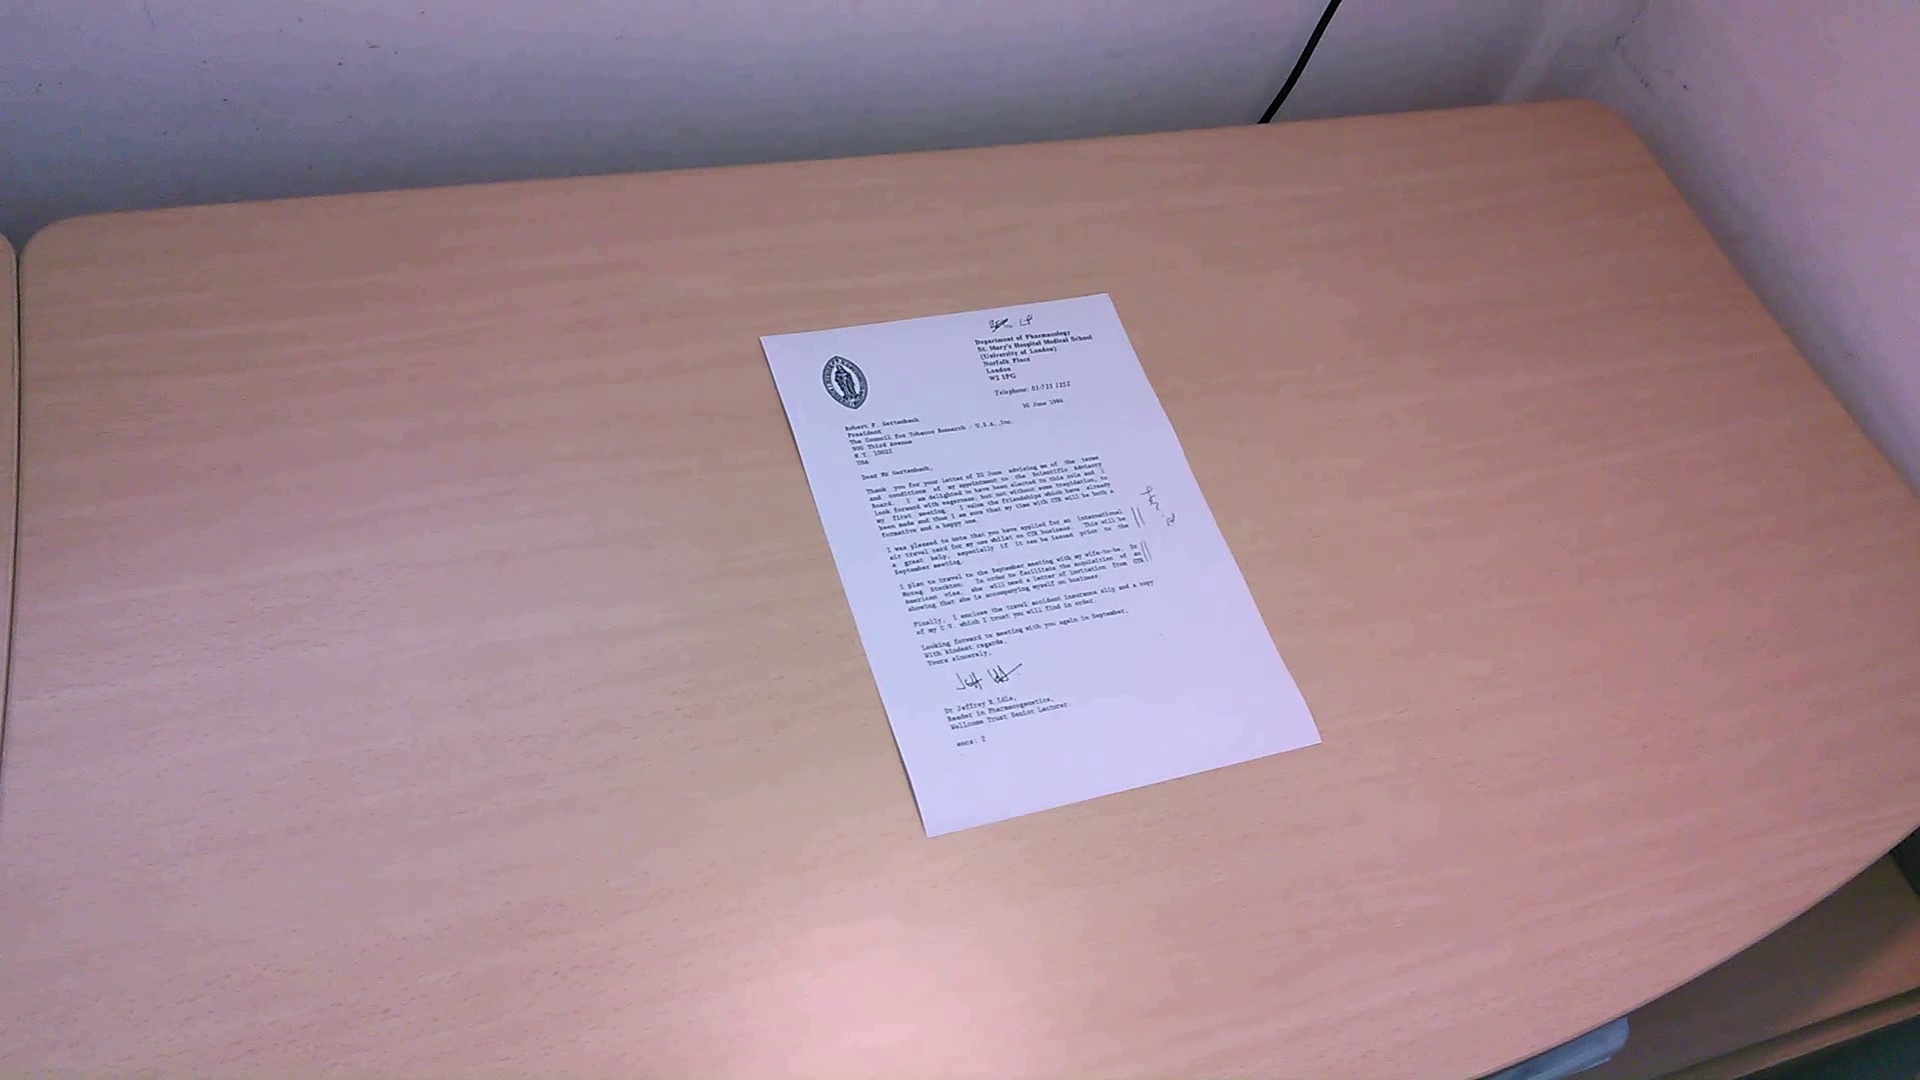 LP
Department of Pharmacology
St. Mary's Hospital Medical School
(University of London)
Norfolk Place
London
W2 1PG
Telephone: 01-723 1252
30 June 1986
Robert F. Gertenbach
President
The Council for Tobacco Research - U.S.A., Inc.
900 Third Avenue
N.Y. 10022
USA
Dear Mr Gertenbach,
Thank you for your letter of 20 June advising me of the terms
and conditions of my appointment to the Scientific Advisory
Board. I am delighted to have been elected to this role and I
look forward with eagerness, but not without some trepidation, to
my first meeting. I value the friendships which have already
been made and thus I am sure that my time with CTR will be both a
formative and a happy one.
I was pleased to note that you have applied for an international
air travel card for my use whilst on CTR business. This will be
a great help, especially if it can be issued prior to the
September meeting.
I plan to travel to the September meeting with my wife-to-be, Dr
Morag Stockton. In order to facilitate the acquisition of an
American visa, she will need a letter of invitation from CTR
showing that she is accompanying myself on business.
Finally, I enclose the travel accident insurance slip and a copy
of my C.V. which I trust you will find in order.
Looking forward to meeting with you again in September.
With kindest regards,
Yours sincerely,
Dr Jeffrey R.Idle,
Reader in Pharmacogenetics,
Wellcome Trust Senior Lecturer.
encs: 2